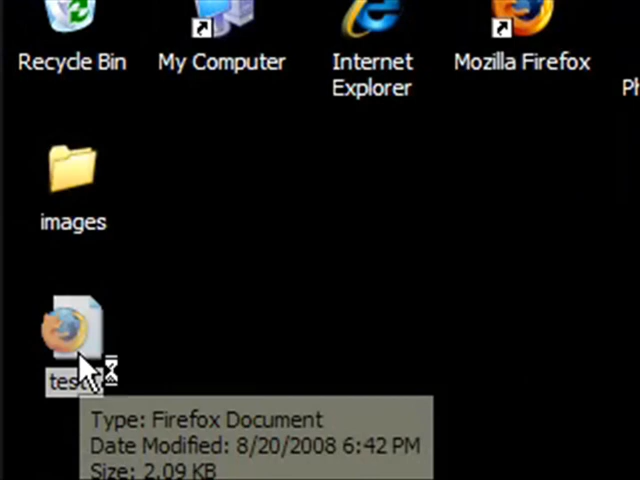 Recycle Bin
My Computer
Internet
Explorer
Mozilla Firefox
images
Type: Firefox Document
Date Modified: 8/20/2008 6:42 PM
Size: 2.09 KB